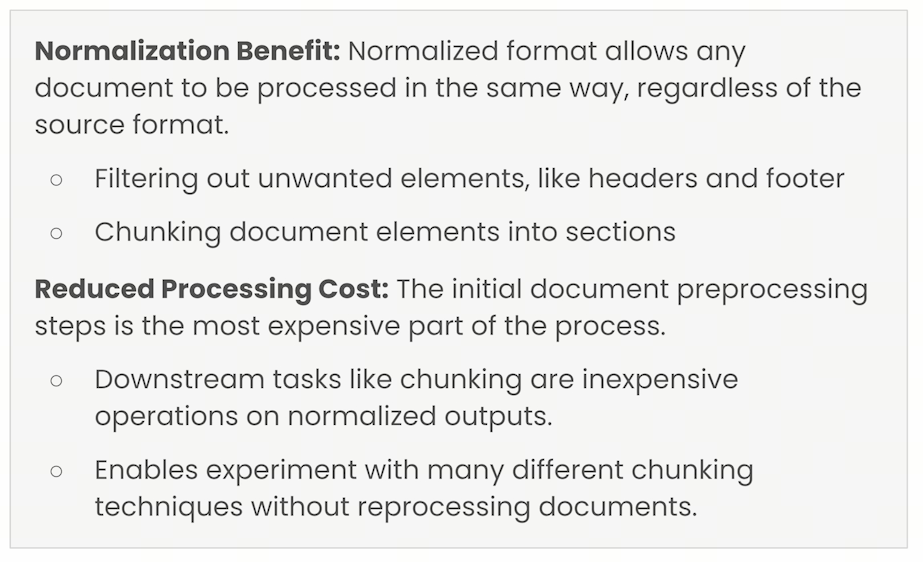 Normalization Benefit: Normalized format allows any
document to be processed in the same way, regardless of the
source format.
○ Filtering out unwanted elements, like headers and footer
○ Chunking document elements into sections
Reduced Processing Cost: The initial document preprocessing
steps is the most expensive part of the process.
○ Downstream tasks like chunking are inexpensive
operations on normalized outputs.
○ Enables experiment with many different chunking
techniques without reprocessing documents.